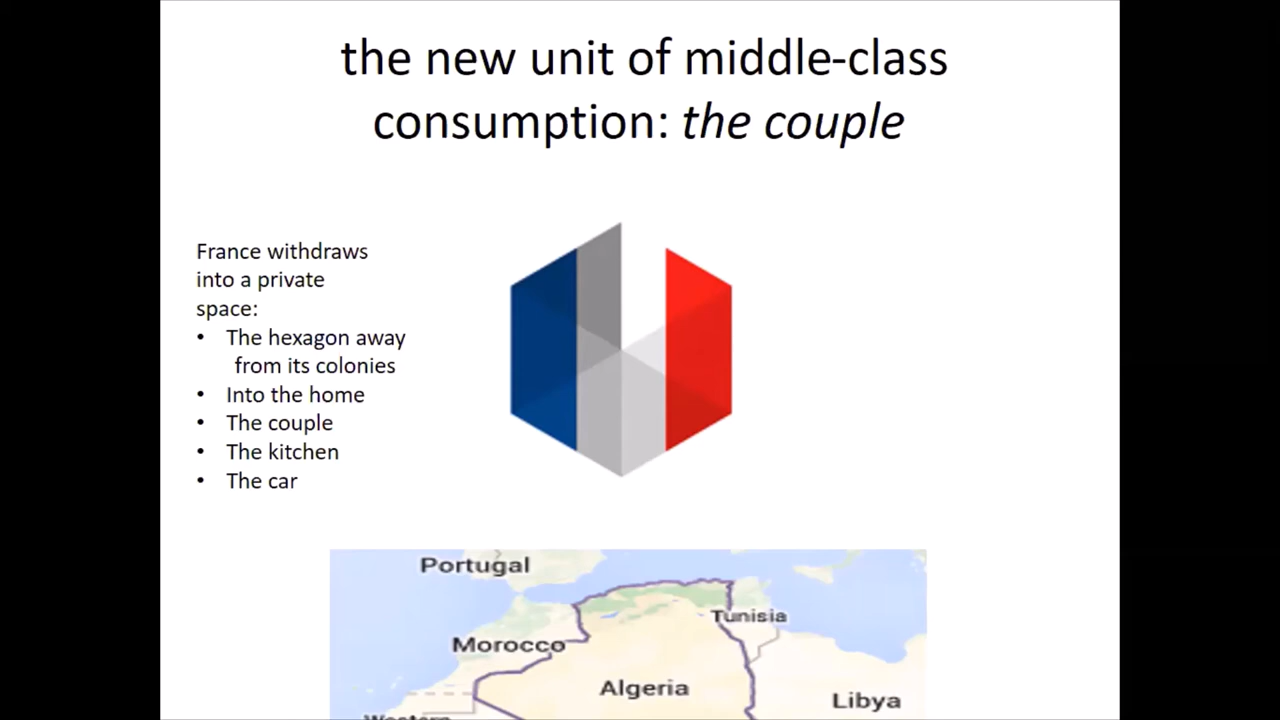 the new unit of middle-class
consumption: the couple
France withdraws
into a private
space:
• The hexagon away
from its colonies
• Into the home
• The couple
• The kitchen
• The car
Portugal
Tunisia
Morocco
Algeria
Libya
Western